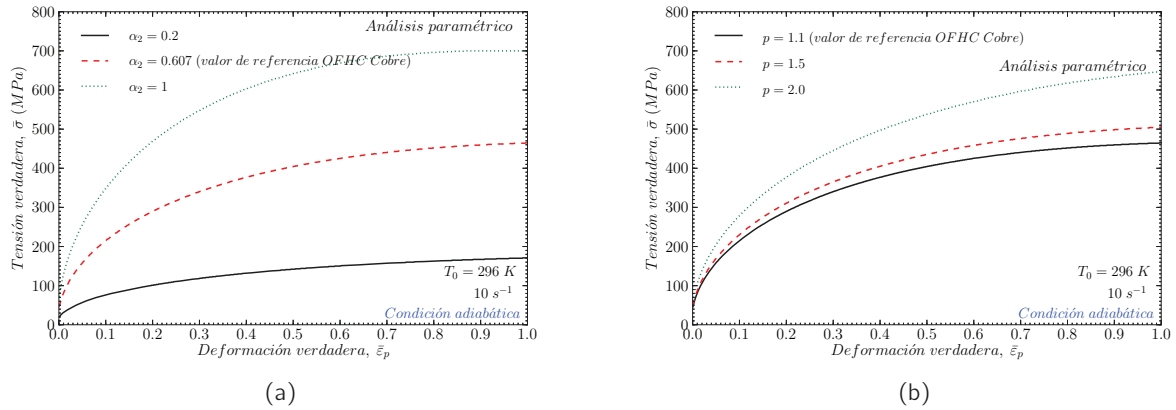 Análisis paramétrico
α₂ = 0.2
α₂ = 0.607 (valor de referencia OFHC Cobre)
α₂ = 1
800
700
600
500
400
300
200
100
0
Tensión verdadera, σ̄ (MPa)
T₀ = 296 K
10 s⁻¹
Condición adiabática
0.0 0.1 0.2 0.3 0.4 0.5 0.6 0.7 0.8 0.9 1.0
Deformación verdadera, ε̄ₚ
(a)
p = 1.1 (valor de referencia OFHC Cobre)
Análisis paramétrico
p = 1.5
p = 2.0
800
700
600
500
400
300
200
100
0
Tensión verdadera, σ̄ (MPa)
T₀ = 296 K
10 s⁻¹
Condición adiabática
0.0 0.1 0.2 0.3 0.4 0.5 0.6 0.7 0.8 0.9 1.0
Deformación verdadera, ε̄ₚ
(b)